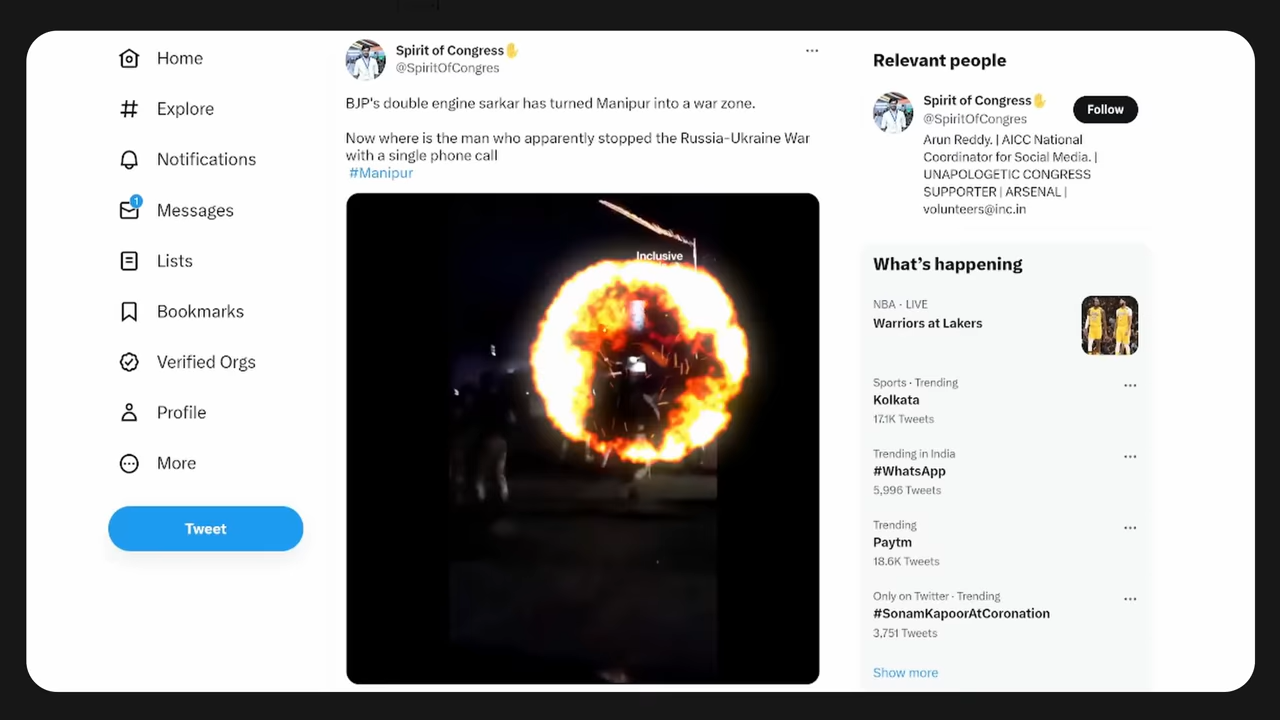 Home
Explore
Notifications
1
Messages
Lists
Bookmarks
Verified Orgs
Profile
More
Tweet
Spirit of Congress✋
@SpiritOfCongres
BJP's double engine sarkar has turned Manipur into a war zone.
Now where is the man who apparently stopped the Russia-Ukraine War
with a single phone call
#Manipur
Inclusive
Relevant people
Spirit of Congress✋
@SpiritOfCongres
Follow
Arun Reddy. | AICC National
Coordinator for Social Media. |
UNAPOLOGETIC CONGRESS
SUPPORTER | ARSENAL |
volunteers@inc.in
What's happening
NBA · LIVE
Warriors at Lakers
Sports · Trending
Kolkata
17.1K Tweets
Trending in India
#WhatsApp
5,996 Tweets
Trending
Paytm
18.6K Tweets
Only on Twitter · Trending
#SonamKapoorAtCoronation
3,751 Tweets
Show more